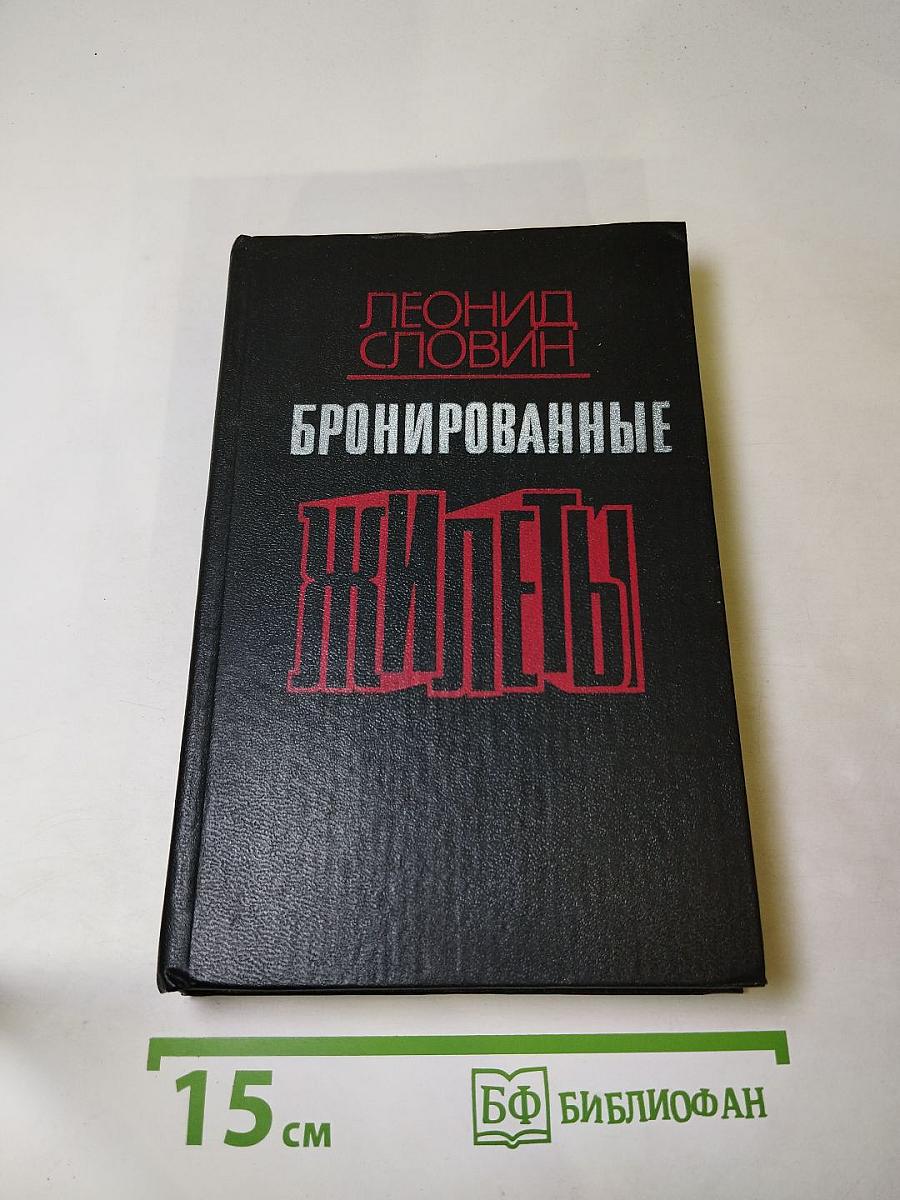 ЛЕОНИД
СЛОВИН
БРОНИРОВАННЫЕ
ЖИЛЕТЫ
15 см
БФ БИБЛИОФАН